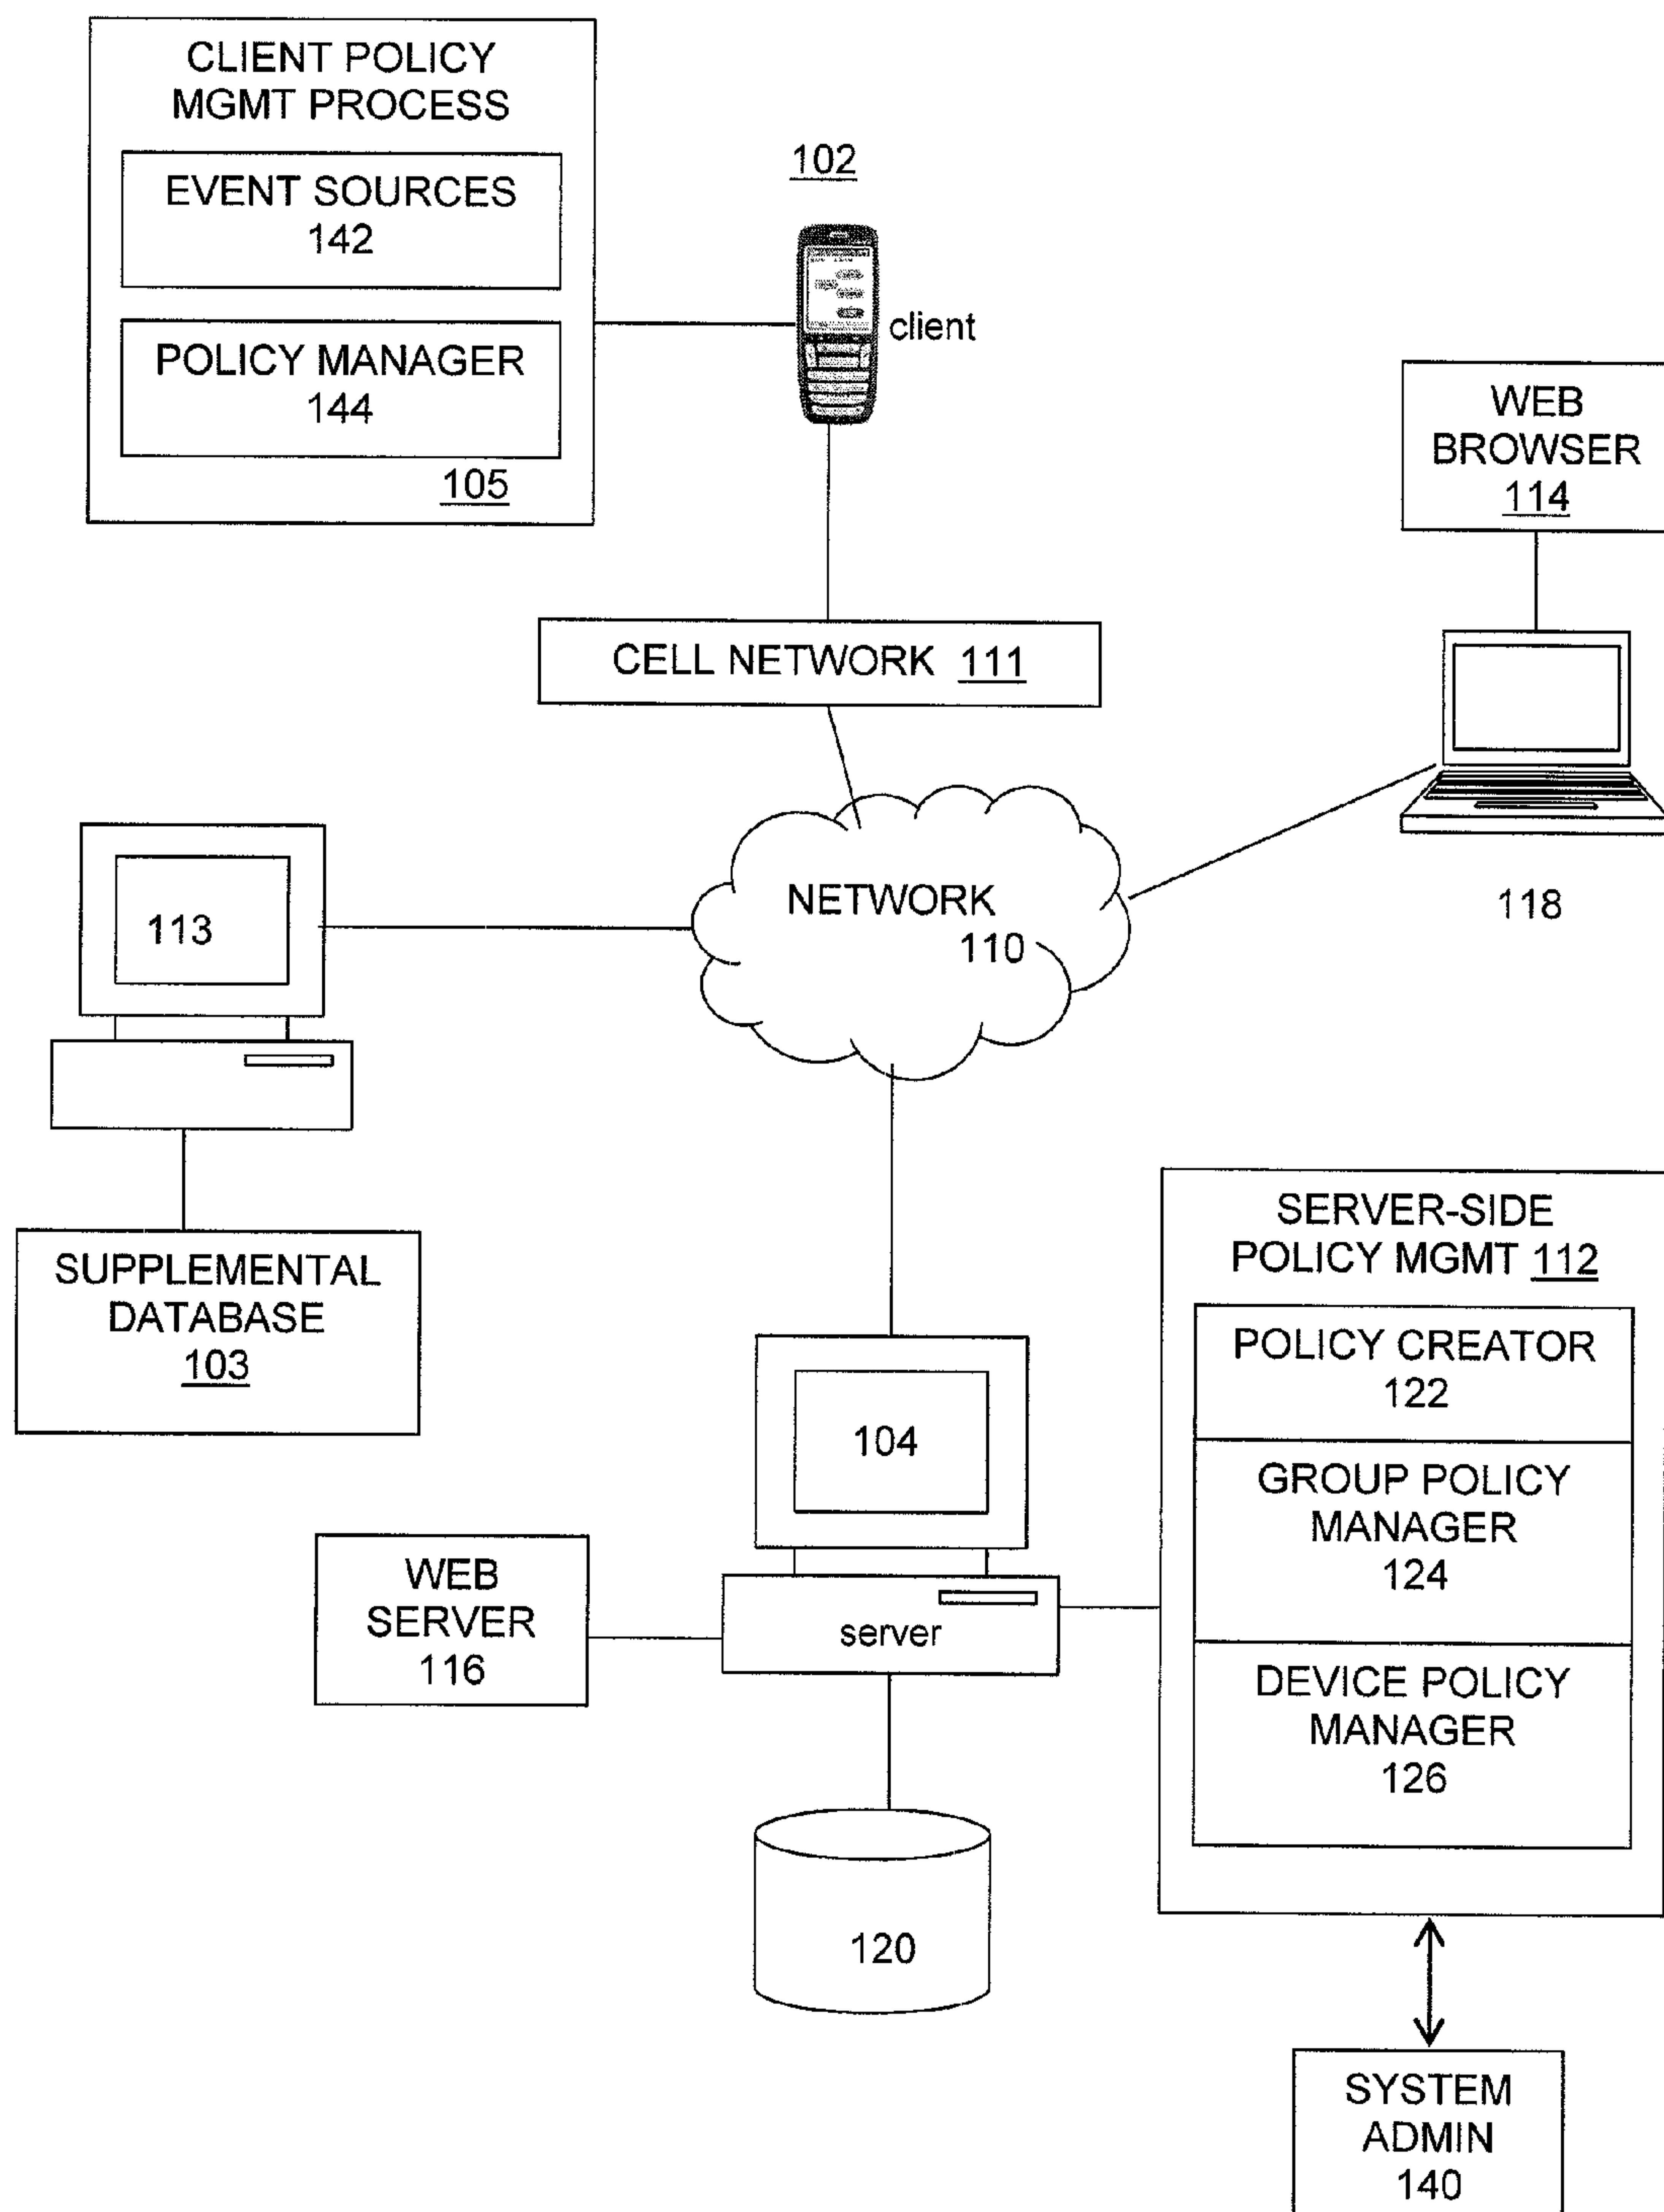 CLIENT POLICY
MGMT PROCESS
EVENT SOURCES
142
POLICY MANAGER
144
105
102
client
WEB
BROWSER
114
CELL NETWORK 111
118
NETWORK
110
113
SUPPLEMENTAL
DATABASE
103
SERVER-SIDE
POLICY MGMT 112
POLICY CREATOR
122
GROUP POLICY
MANAGER
124
DEVICE POLICY
MANAGER
126
104
server
WEB
SERVER
116
120
SYSTEM
ADMIN
140